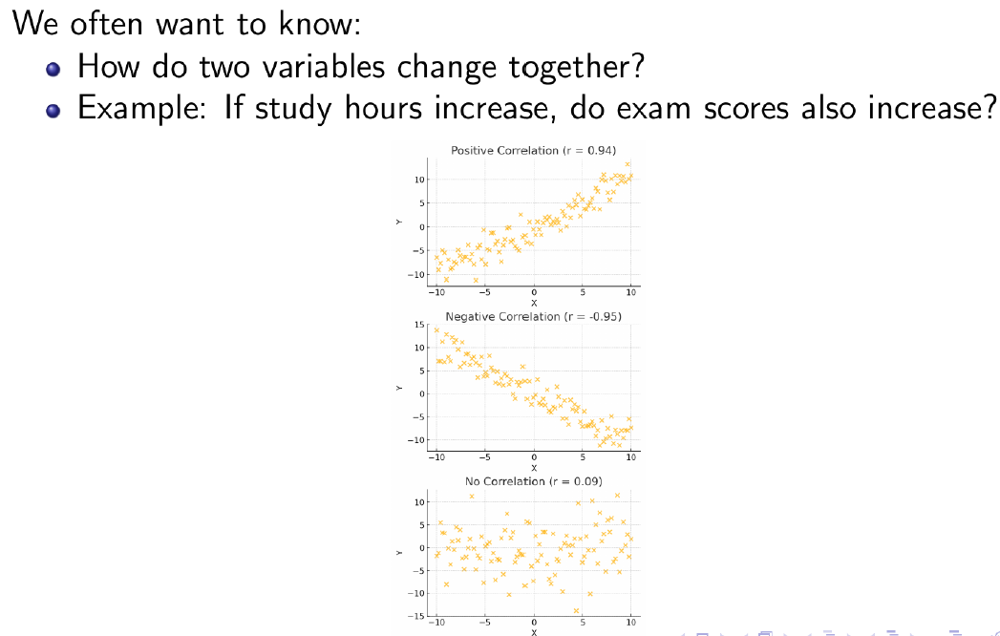 We often want to know:
How do two variables change together?
Example: If study hours increase, do exam scores also increase?
Positive Correlation (r = 0.94)
10
5
0
−5
−10
Y
−10 −5 0 5 10
X
Negative Correlation (r = -0.95)
15
10
5
0
−5
−10
Y
−10 −5 0 5 10
X
No Correlation (r = 0.09)
10
5
0
−5
−10
−15
Y
−10 −5 0 5 10
X